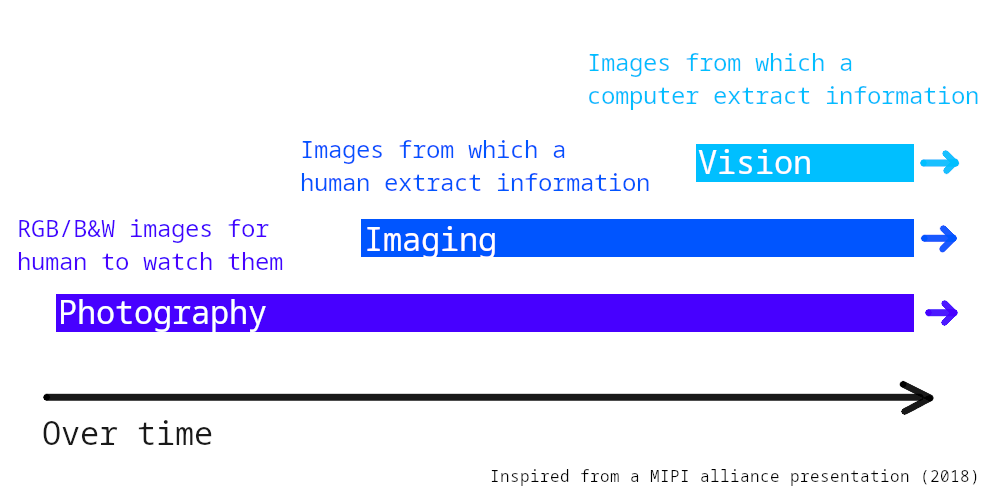 Images from which a
computer extract information
Vision
Images from which a
human extract information
Imaging
RGB/B&W images for
human to watch them
Photography
Over time
Inspired from a MIPI alliance presentation (2018)